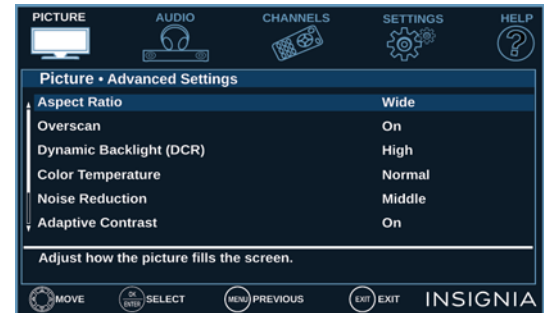 PICTURE AUDIO CHANNELS SETTINGS HELP
Picture • Advanced Settings
Aspect Ratio Wide
Overscan On
Dynamic Backlight (DCR) High
Color Temperature Normal
Noise Reduction Middle
Adaptive Contrast On
Adjust how the picture fills the screen.
MOVE OK ENTER SELECT MENU PREVIOUS EXIT EXIT INSIGNIA